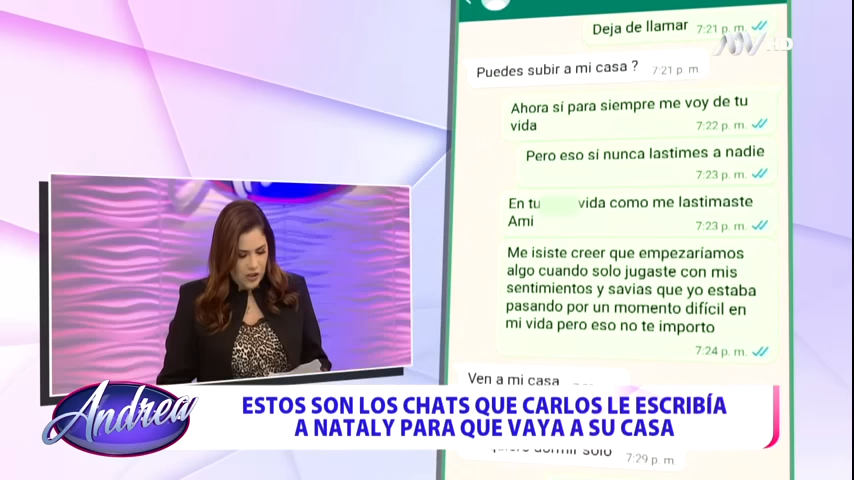 Deja de llamar 7:21 p. m.
Puedes subir a mi casa ? 7:21 p. m.
Ahora sí para siempre me voy de tu
vida
7:22 p. m.
Pero eso sí nunca lastimes a nadie
7:23 p. m.
En tu vida como me lastimaste
Ami
7:23 p. m.
Me isiste creer que empezaríamos
algo cuando solo jugaste con mis
sentimientos y savias que yo estaba
pasando por un momento difícil en
mi vida pero eso no te importo
7:24 p. m.
Ven a mi casa
Andrea
ESTOS SON LOS CHATS QUE CARLOS LE ESCRIBÍA
A NATALY PARA QUE VAYA A SU CASA
dormir solo 7:29 p. m.